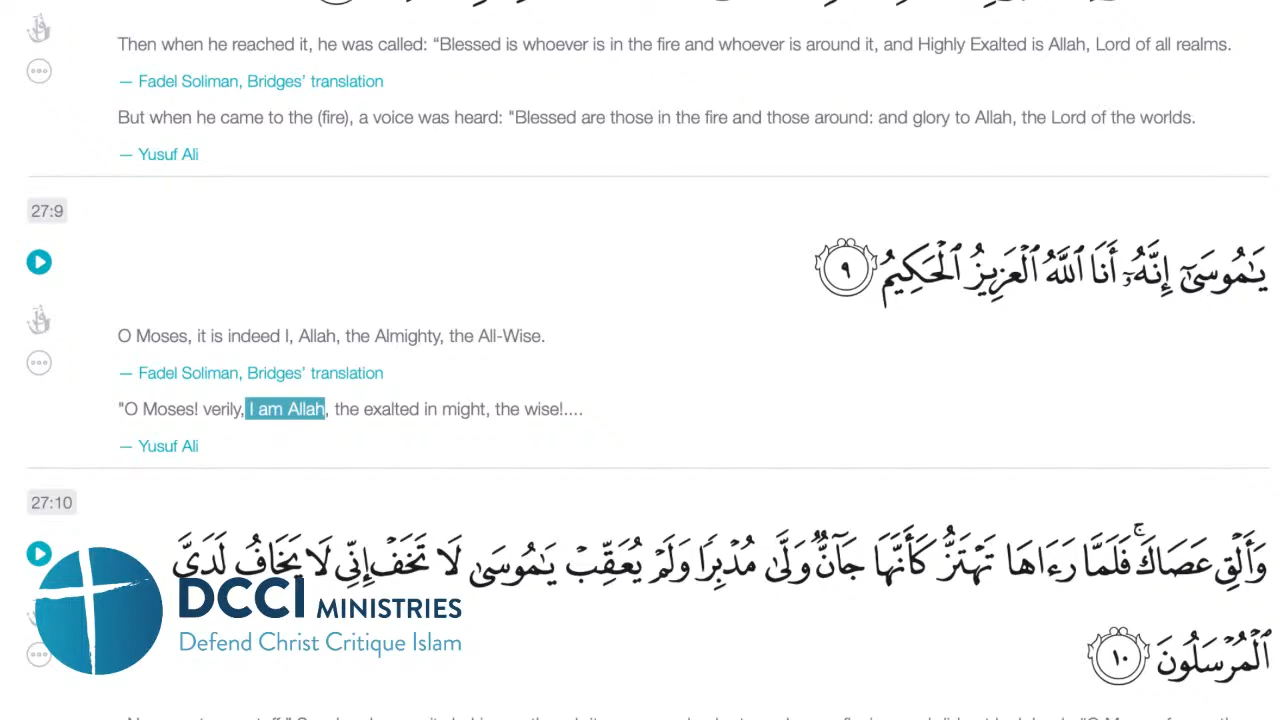 Then when he reached it, he was called: “Blessed is whoever is in the fire and whoever is around it, and Highly Exalted is Allah, Lord of all realms.
— Fadel Soliman, Bridges’ translation
But when he came to the (fire), a voice was heard: "Blessed are those in the fire and those around: and glory to Allah, the Lord of the worlds.
— Yusuf Ali
27:9
يَـٰمُوسَىٰٓ إِنَّهُۥٓ أَنَا ٱللَّهُ ٱلْعَزِيزُ ٱلْحَكِيمُ ٩
O Moses, it is indeed I, Allah, the Almighty, the All-Wise.
— Fadel Soliman, Bridges’ translation
"O Moses! verily, I am Allah, the exalted in might, the wise!....
— Yusuf Ali
27:10
وَأَلْقِ عَصَاكَ ۚ فَلَمَّا رَءَاهَا تَهْتَزُّ كَأَنَّهَا جَآنٌّ وَلَّىٰ مُدْبِرًا وَلَمْ يُعَقِّبْ ۚ يَـٰمُوسَىٰ لَا تَخَفْ إِنِّى لَا يَخَافُ لَدَىَّ
ٱلْمُرْسَلُونَ ١٠
DCCI MINISTRIES
Defend Christ Critique Islam